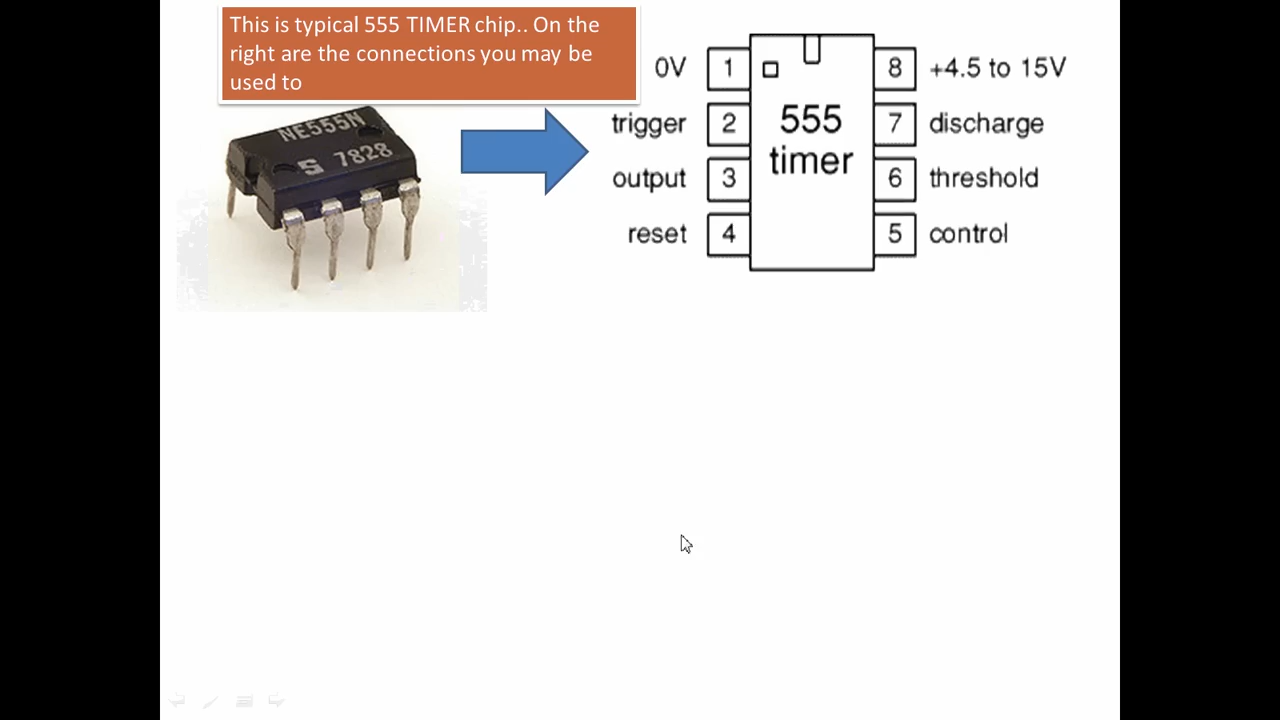 This is typical 555 TIMER chip.. On the
right are the connections you may be
used to
NE555N
S 7828
0V 1 8 +4.5 to 15V
trigger 2 555 7 discharge
timer
output 3 6 threshold
reset 4 5 control